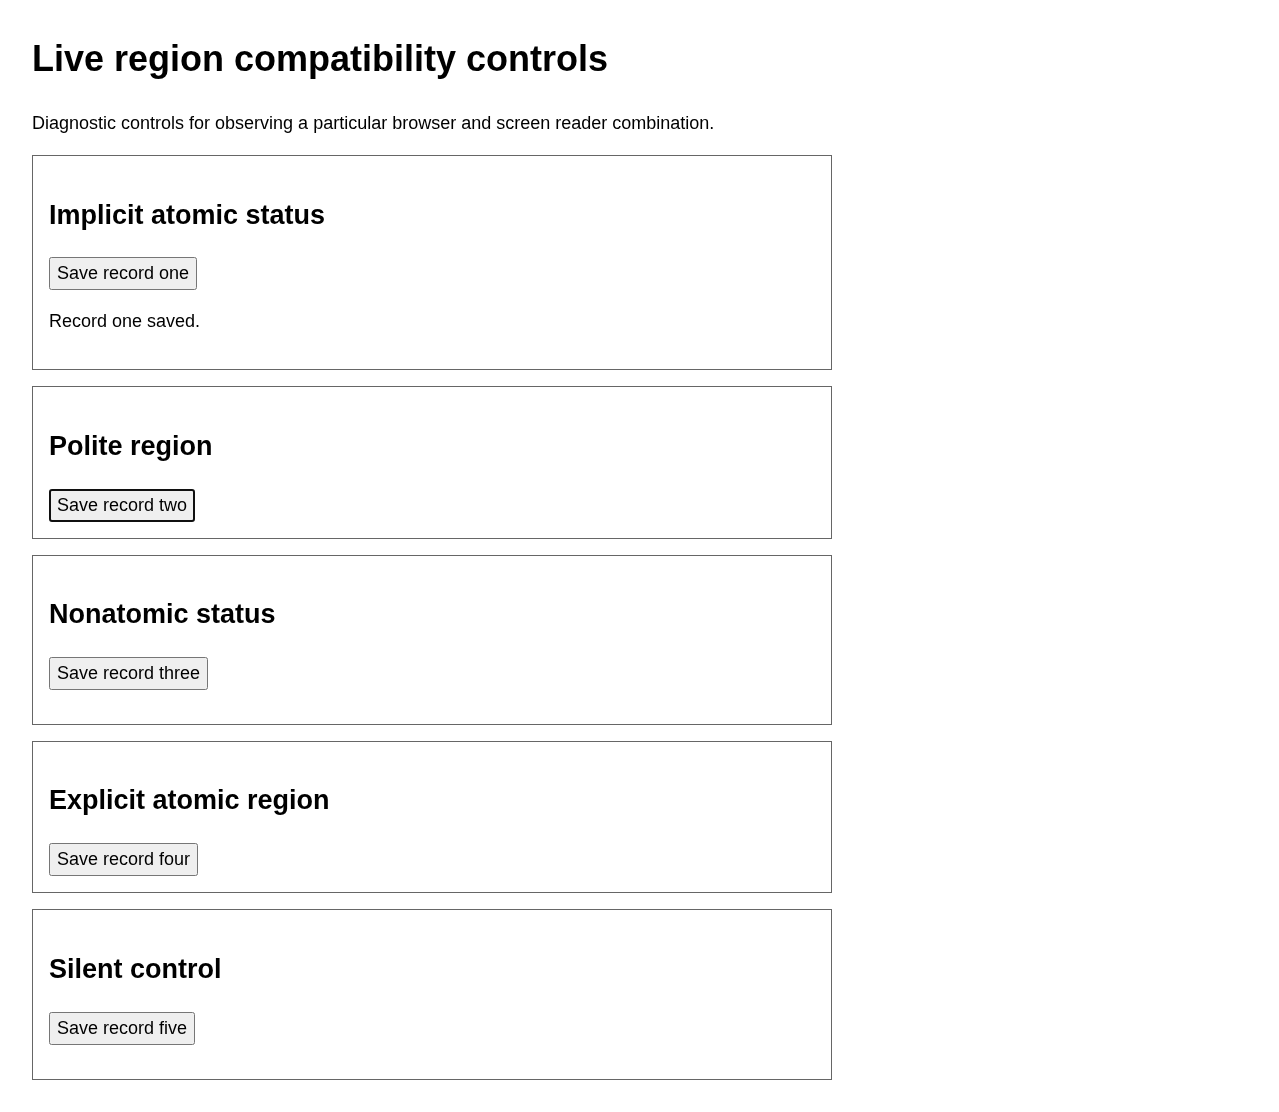 Live region compatibility controls
Diagnostic controls for observing a particular browser and screen reader combination.
Implicit atomic status
Save record one
Record one saved.
Polite region
Save record two
Nonatomic status
Save record three
Explicit atomic region
Save record four
Silent control
Save record five